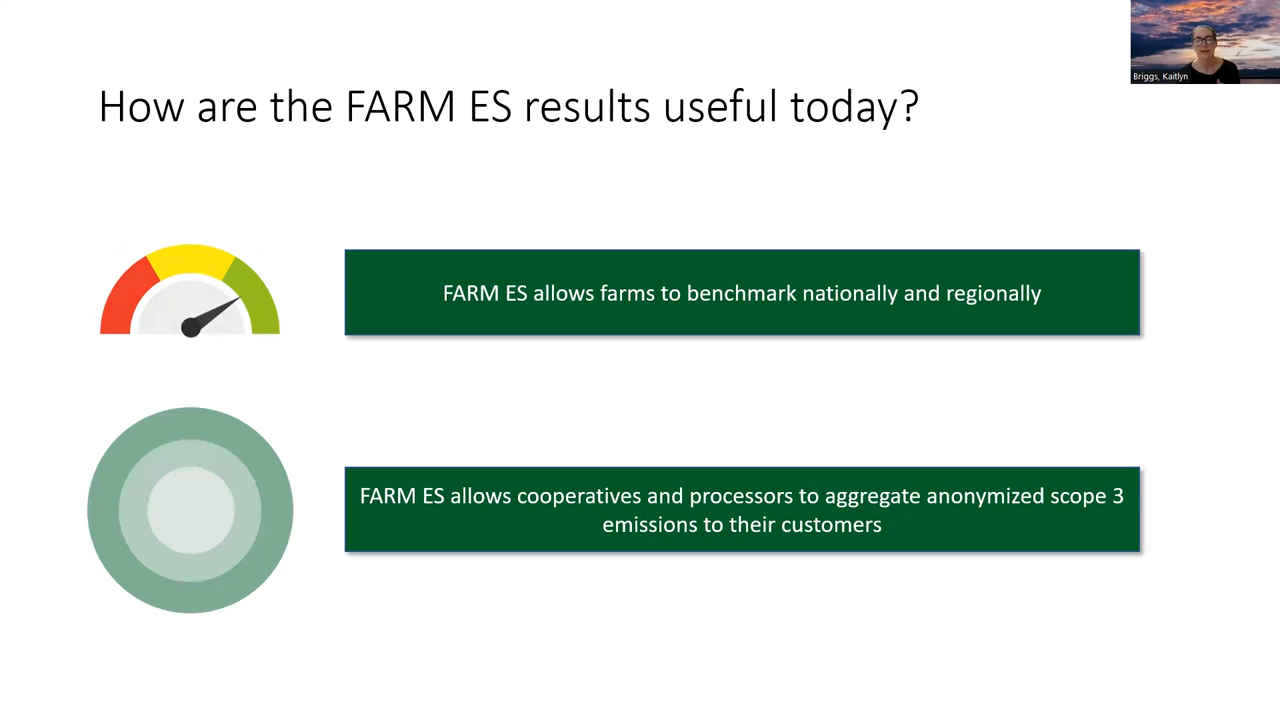 Briggs, Kaitlyn
How are the FARM ES results useful today?
FARM ES allows farms to benchmark nationally and regionally
FARM ES allows cooperatives and processors to aggregate anonymized scope 3
emissions to their customers